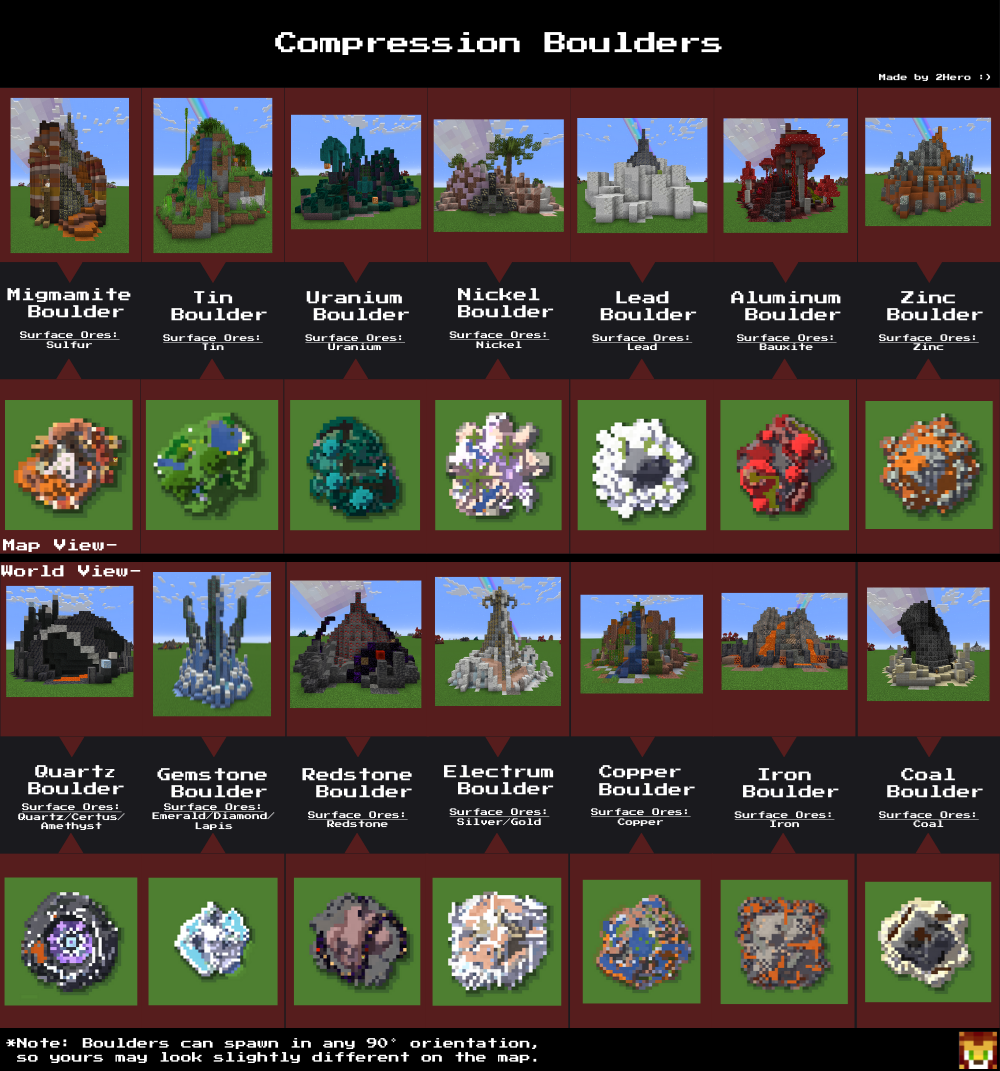 Compression Boulders
Made by 2Hero :)
Migmamite
Boulder
Surface Ores:
Sulfur
Tin
Boulder
Surface Ores:
Tin
Uranium
Boulder
Surface Ores:
Uranium
Nickel
Boulder
Surface Ores:
Nickel
Lead
Boulder
Surface Ores:
Lead
Aluminum
Boulder
Surface Ores:
Bauxite
Zinc
Boulder
Surface Ores:
Zinc
Map View-
World View-
Quartz
Boulder
Surface Ores:
Quartz/Certus/
Amethyst
Gemstone
Boulder
Surface Ores:
Emerald/Diamond/
Lapis
Redstone
Boulder
Surface Ores:
Redstone
Electrum
Boulder
Surface Ores:
Silver/Gold
Copper
Boulder
Surface Ores:
Copper
Iron
Boulder
Surface Ores:
Iron
Coal
Boulder
Surface Ores:
Coal
*Note: Boulders can spawn in any 90° orientation,
so yours may look slightly different on the map.